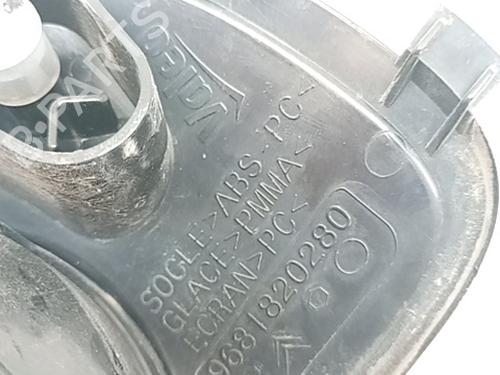 Valeo
SOCLE>ABS-PC<
GLACE>PMMA<
ECRAN>PC<
9681820280